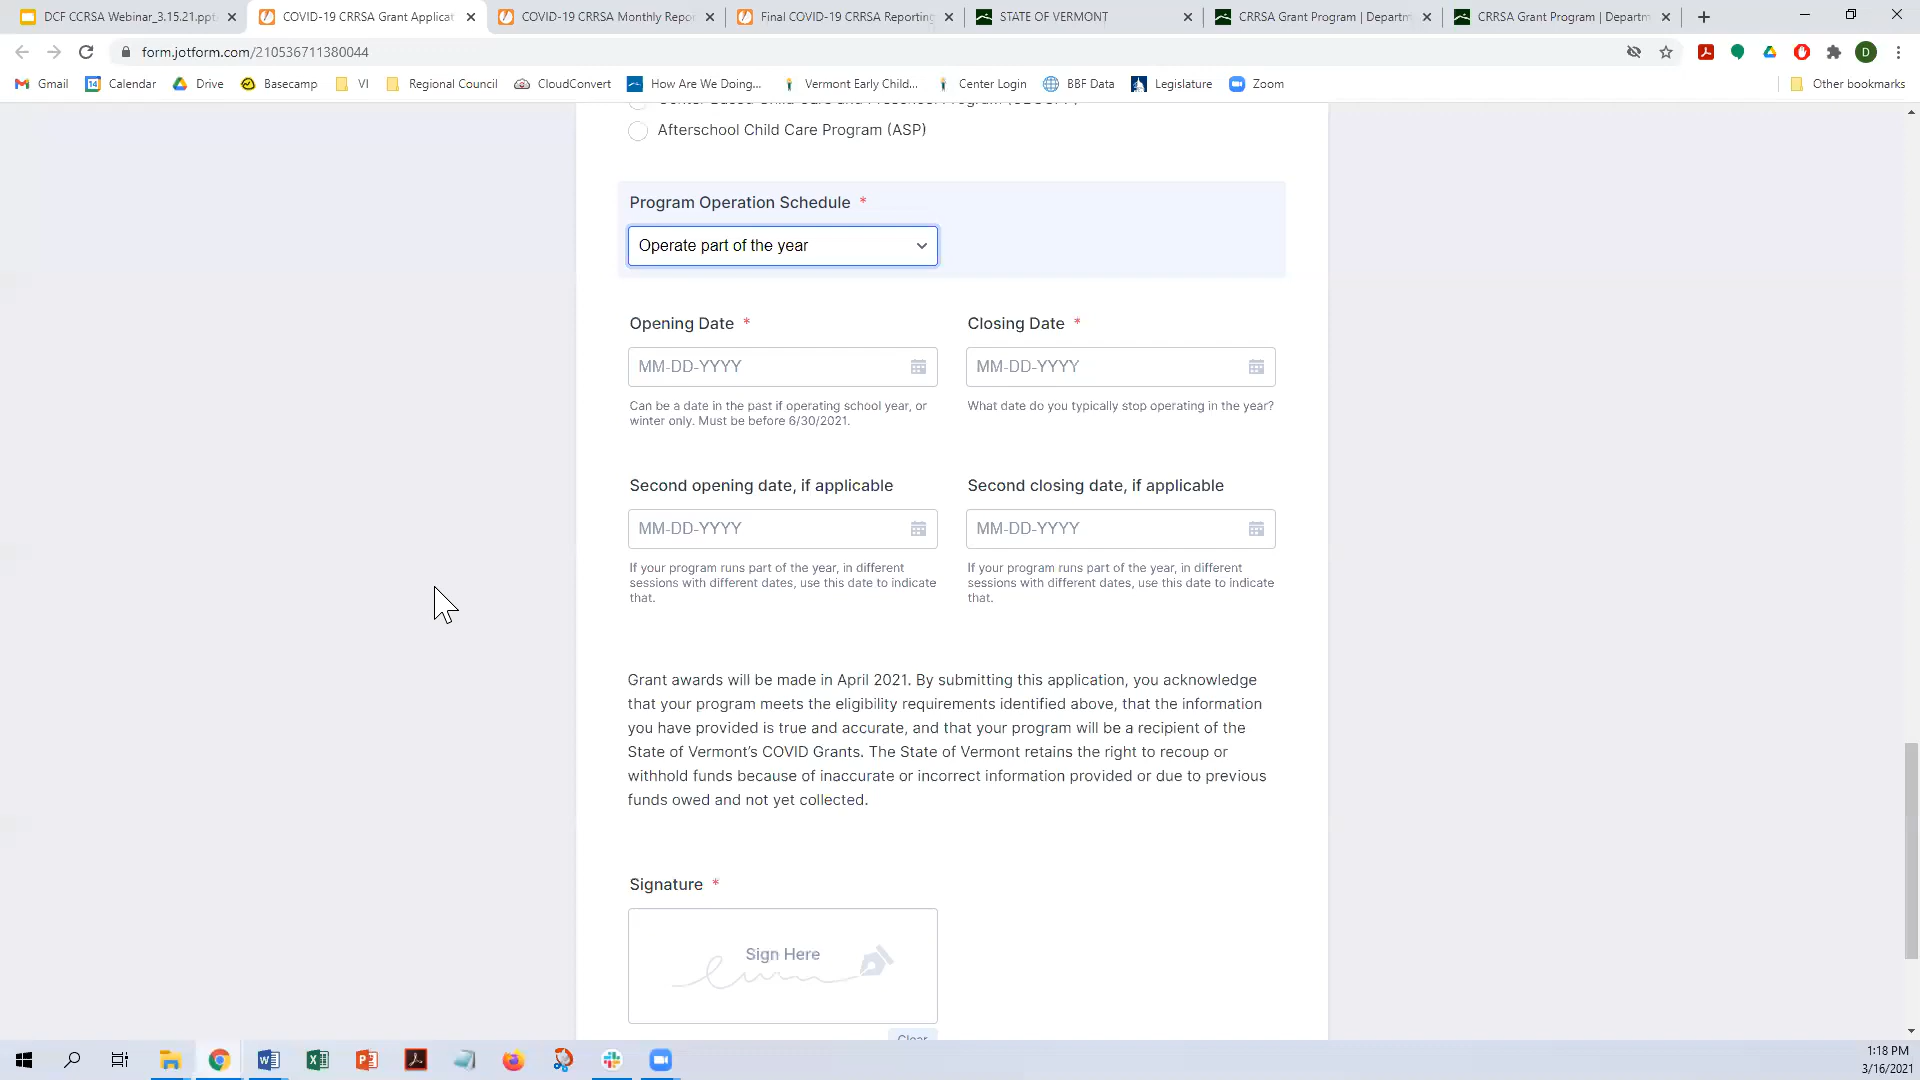 DCF CCRSA Webinar_3.15.21.ppt
COVID-19 CRRSA Grant Applicat
COVID-19 CRRSA Monthly Repo
Final COVID-19 CRRSA Reporting
STATE OF VERMONT
CRRSA Grant Program | Departm
CRRSA Grant Program | Departm
form.jotform.com/210536711380044
D
Gmail
Calendar
Drive
Basecamp
VI
Regional Council
CloudConvert
How Are We Doing...
Vermont Early Child...
Center Login
BBF Data
Legislature
Zoom
Other bookmarks
Afterschool Child Care Program (ASP)
Program Operation Schedule *
Operate part of the year
Opening Date *
Closing Date *
MM-DD-YYYY
MM-DD-YYYY
Can be a date in the past if operating school year, or
winter only. Must be before 6/30/2021.
What date do you typically stop operating in the year?
Second opening date, if applicable
Second closing date, if applicable
MM-DD-YYYY
MM-DD-YYYY
If your program runs part of the year, in different
sessions with different dates, use this date to indicate
that.
If your program runs part of the year, in different
sessions with different dates, use this date to indicate
that.
Grant awards will be made in April 2021. By submitting this application, you acknowledge
that your program meets the eligibility requirements identified above, that the information
you have provided is true and accurate, and that your program will be a recipient of the
State of Vermont’s COVID Grants. The State of Vermont retains the right to recoup or
withhold funds because of inaccurate or incorrect information provided or due to previous
funds owed and not yet collected.
Signature *
Sign Here
Clear
1:18 PM
3/16/2021